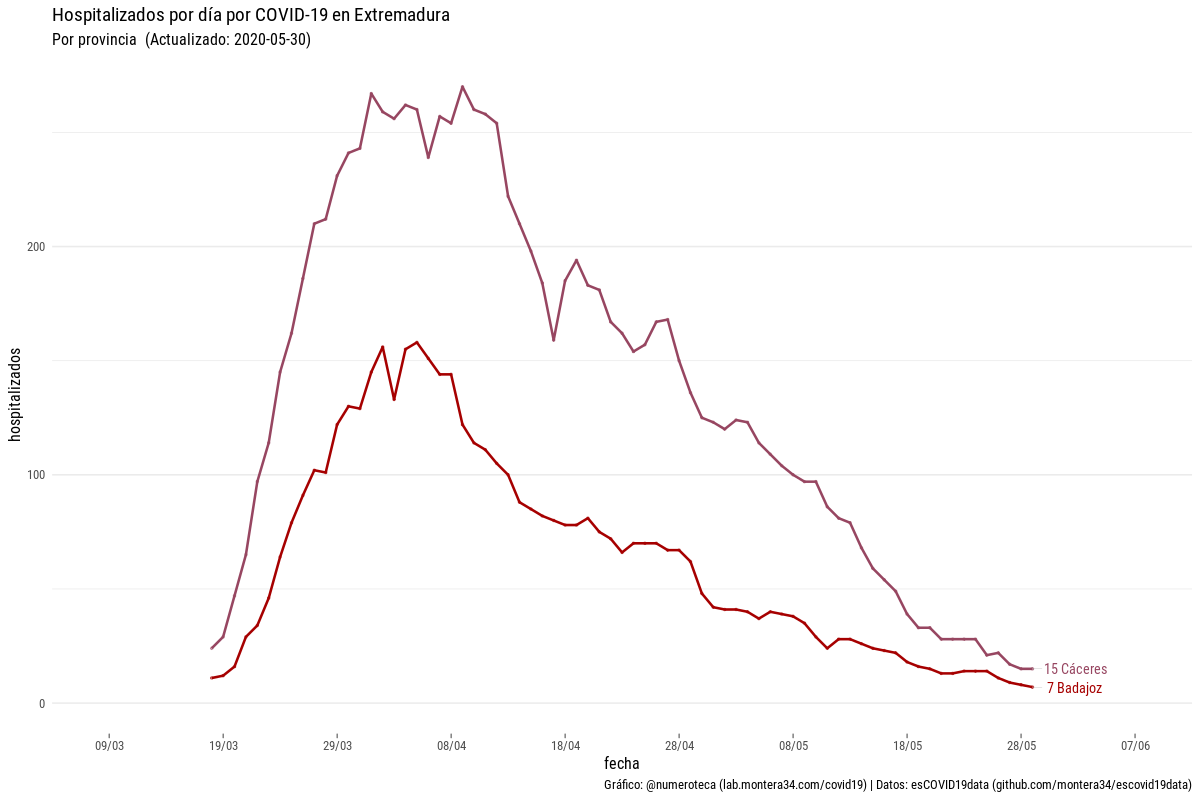 Hospitalizados por día por COVID-19 en Extremadura
Por provincia (Actualizado: 2020-05-30)
hospitalizados
200
100
0
15 Cáceres
7 Badajoz
09/03
19/03
29/03
08/04
18/04
28/04
08/05
18/05
28/05
07/06
fecha
Gráfico: @numeroteca (lab.montera34.com/covid19) | Datos: esCOVID19data (github.com/montera34/escovid19data)